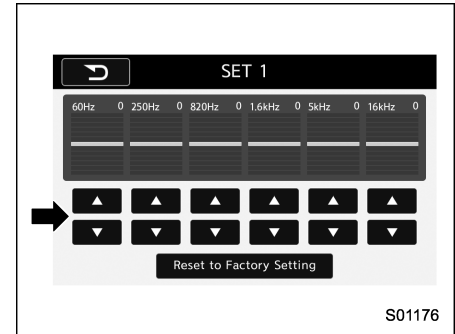 SET 1
60Hz 0 250Hz 0 820Hz 0 1.6kHz 0 5kHz 0 16kHz 0
Reset to Factory Setting
S01176